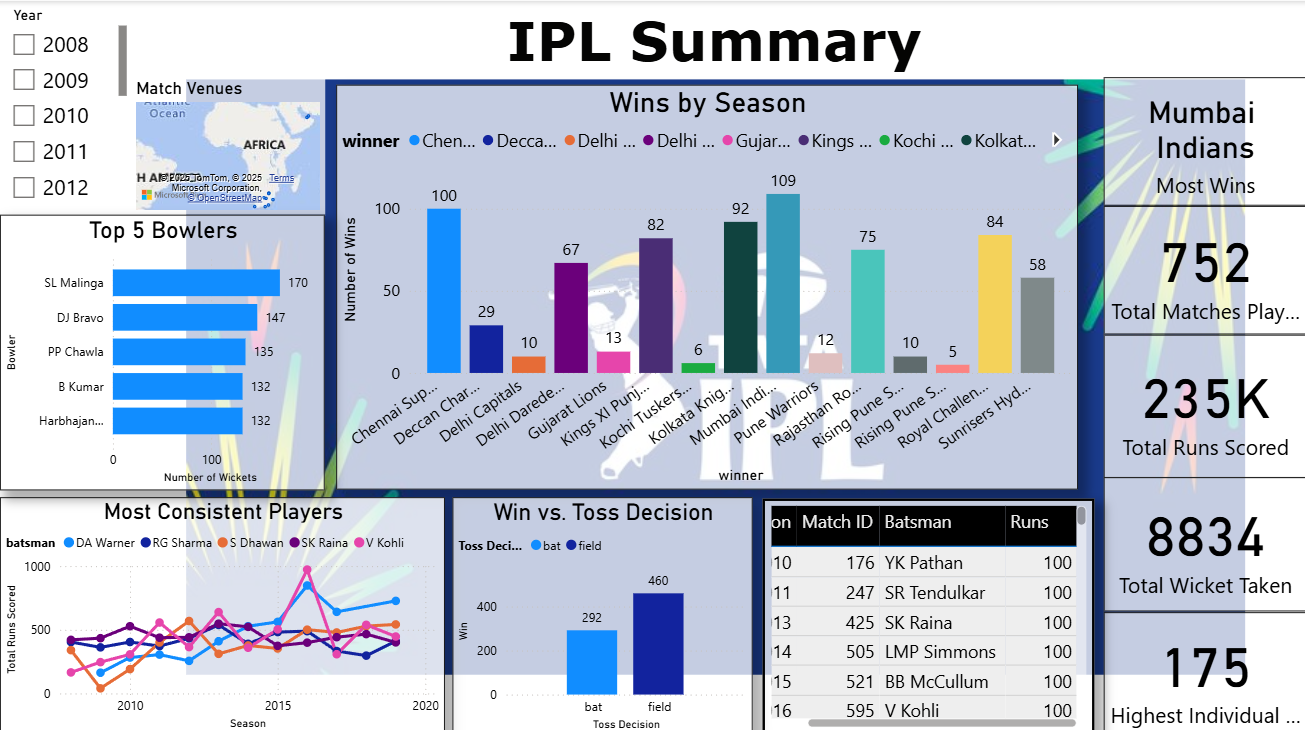 Year
2008
2009
2010
2011
2012
IPL Summary
Match Venues
Ocean
AFRICA
© 2025 TomTom, © 2025
Microsoft Corporation,
© OpenStreetMap
Terms
Microsoft
Wins by Season
winner Chen... Decca... Delhi ... Delhi ... Gujar... Kings ... Kochi ... Kolkat...
Number of Wins
100
50
0
100
29
10
67
13
82
6
92
109
12
75
10
5
84
58
Chennai Sup...
Deccan Char...
Delhi Capitals
Delhi Darede...
Gujarat Lions
Kings XI Punj...
Kochi Tuskers...
Kolkata Knig...
Mumbai Indi...
Pune Warriors
Rajasthan Ro...
Rising Pune S...
Rising Pune S...
Royal Challen...
Sunrisers Hyd...
winner
IPL
Mumbai
Indians
Most Wins
752
Total Matches Play...
235K
Total Runs Scored
8834
Total Wicket Taken
175
Highest Individual ...
Top 5 Bowlers
Bowler
SL Malinga 170
DJ Bravo 147
PP Chawla 135
B Kumar 132
Harbhajan... 132
0 100
Number of Wickets
Most Consistent Players
batsman DA Warner RG Sharma S Dhawan SK Raina V Kohli
Total Runs Scored
1000
500
0
2010 2015 2020
Season
Win vs. Toss Decision
Toss Deci... bat field
Win
400
200
0
292
460
bat field
Toss Decision
on Match ID Batsman Runs
10 176 YK Pathan 100
11 247 SR Tendulkar 100
13 425 SK Raina 100
14 505 LMP Simmons 100
15 521 BB McCullum 100
16 595 V Kohli 100